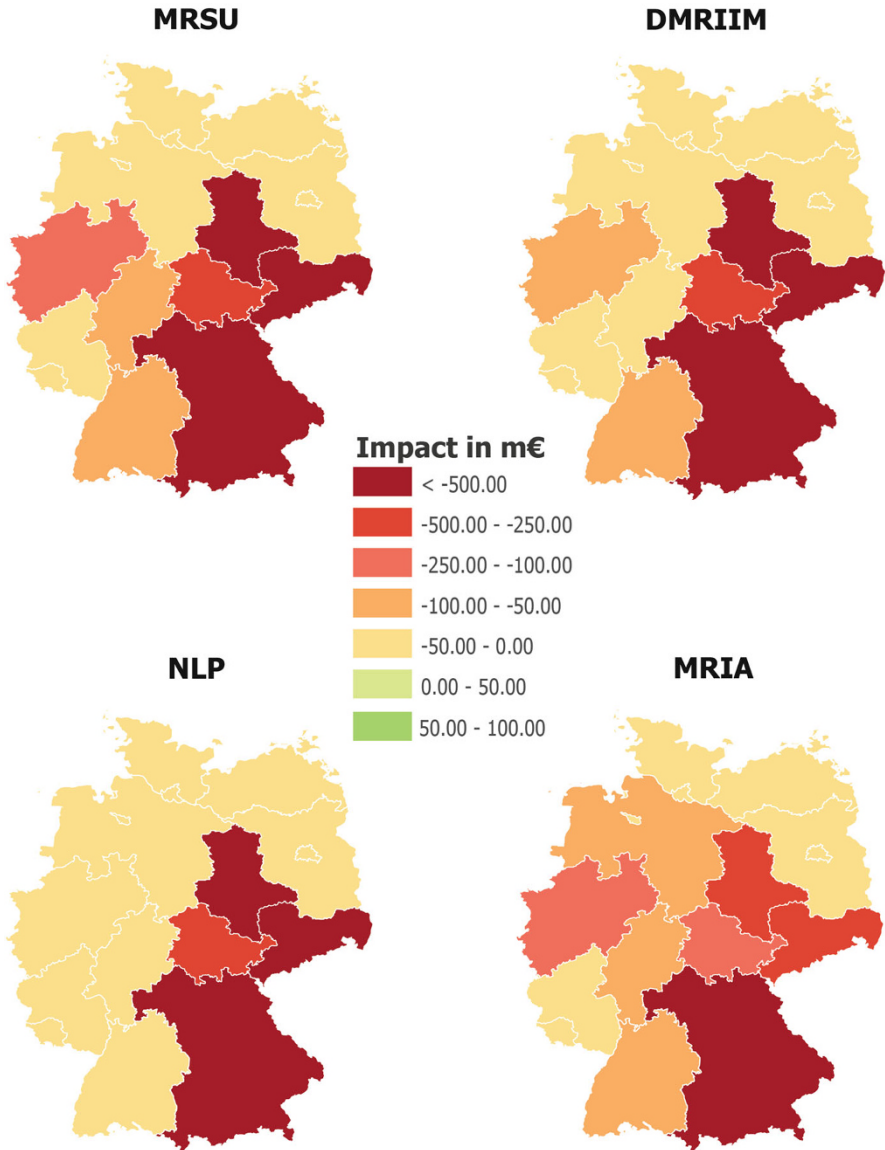 MRSU
DMRIIM
Impact in m€
< -500.00
-500.00 - -250.00
-250.00 - -100.00
-100.00 - -50.00
-50.00 - 0.00
0.00 - 50.00
50.00 - 100.00
NLP
MRIA